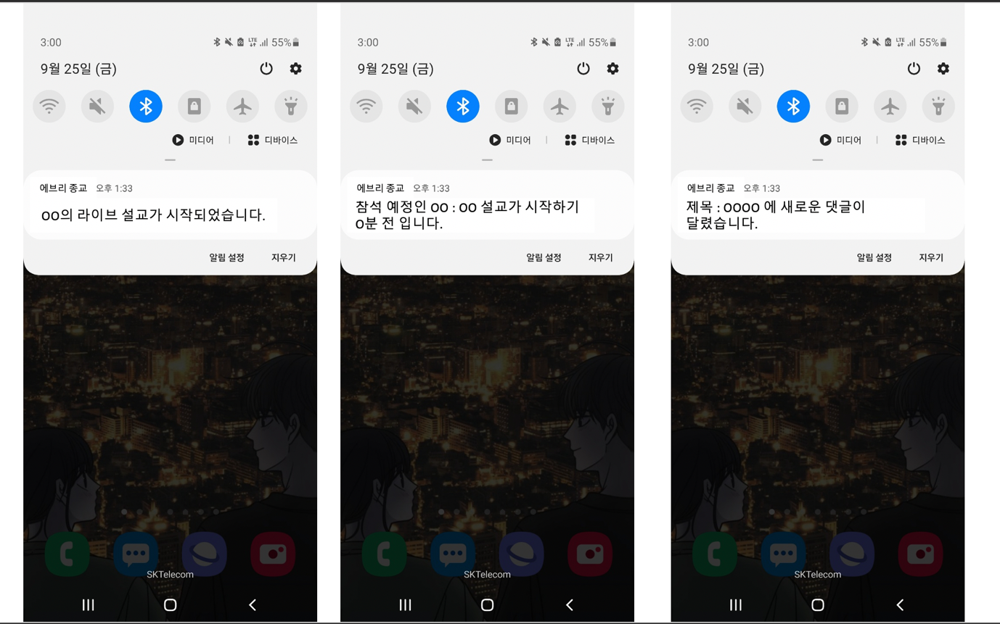 3:00
LTE 55%
9월 25일 (금)
미디어 | 디바이스
에브리 종교 오후 1:33
oo의 라이브 설교가 시작되었습니다.
알림 설정 지우기
SKTelecom
3:00
LTE 55%
9월 25일 (금)
미디어 | 디바이스
에브리 종교 오후 1:33
참석 예정인 oo : oo 설교가 시작하기
o분 전 입니다.
알림 설정 지우기
SKTelecom
3:00
LTE 55%
9월 25일 (금)
미디어 | 디바이스
에브리 종교 오후 1:33
제목 : oooo 에 새로운 댓글이
달렸습니다.
알림 설정 지우기
SKTelecom